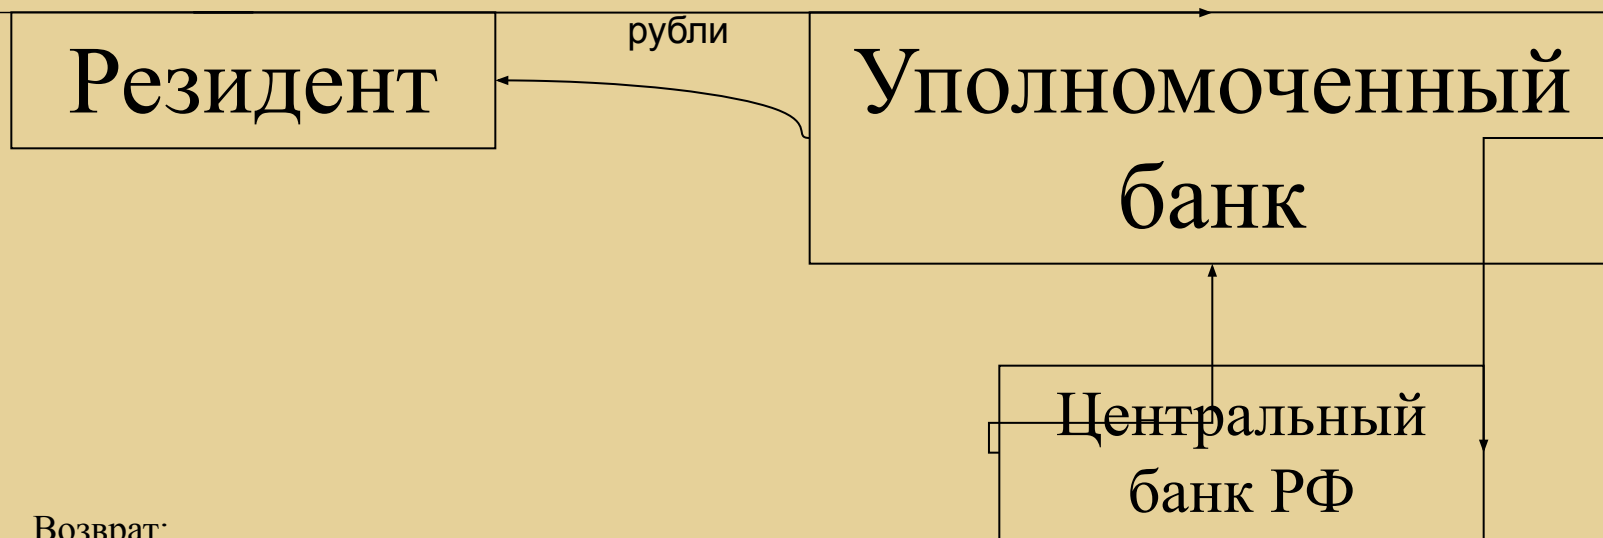 рубли
Резидент
Уполномоченный
банк
Центральный
банк РФ
Возврат: